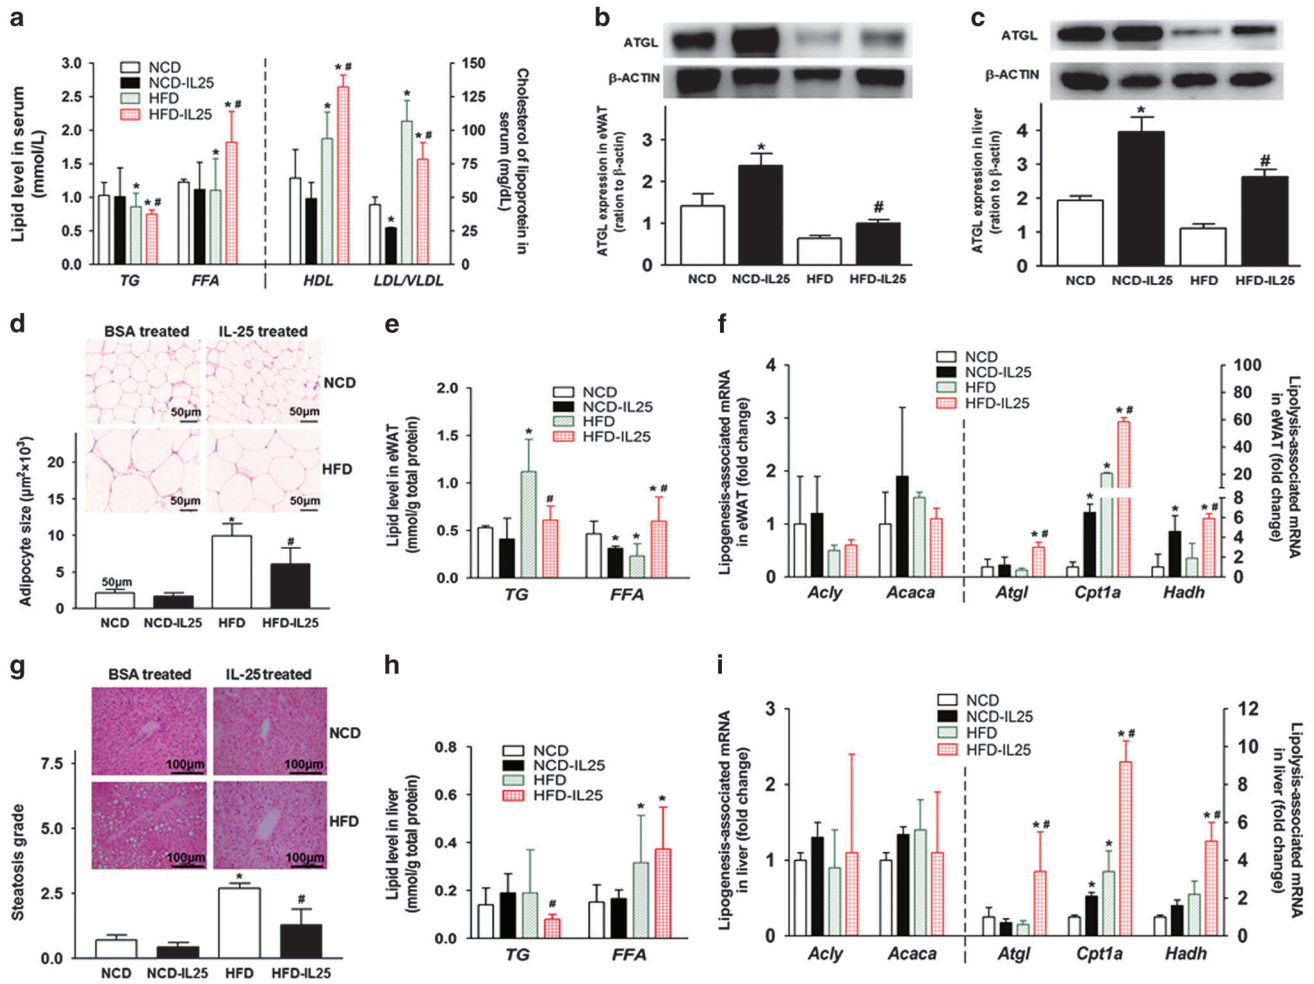 a
Lipid level in serum
(mmol/L)
3.0
2.5
2.0
1.5
1.0
0.5
0.0
NCD
NCD-IL25
HFD
HFD-IL25
* * # * * # * * # * * * #
TG FFA HDL LDL/VLDL
150
125
100
75
50
25
0
Cholesterol of lipoprotein in
serum (mg/dL)
b
ATGL
β-ACTIN
ATGL expression in eWAT
(ration to β-actin)
3
2
1
0
* #
NCD NCD-IL25 HFD HFD-IL25
c
ATGL
β-ACTIN
ATGL expression in liver
(ration to β-actin)
4
3
2
1
0
* #
NCD NCD-IL25 HFD HFD-IL25
d
BSA treated IL-25 treated
NCD
50μm 50μm
HFD
50μm 50μm
Adipocyte size (μm²×10³)
20
15
10
5
0
50μm * #
NCD NCD-IL25 HFD HFD-IL25
e
Lipid level in eWAT
(mmol/g total protein)
2.0
1.5
1.0
0.5
0.0
NCD
NCD-IL25
HFD
HFD-IL25
* # * * * #
TG FFA
f
Lipogenesis-associated mRNA
in eWAT (fold change)
4
3
2
1
0
NCD
NCD-IL25
HFD
HFD-IL25
* # * * * # * * #
Acly Acaca Atgl Cpt1a Hadh
100
80
60
40
20
8
6
4
2
0
Lipolysis-associated mRNA
in eWAT (fold change)
g
BSA treated IL-25 treated
NCD
100μm 100μm
HFD
100μm 100μm
Steatosis grade
7.5
5.0
2.5
0.0
* #
NCD NCD-IL25 HFD HFD-IL25
h
Lipid level in liver
(mmol/g total protein)
0.8
0.6
0.4
0.2
0.0
NCD
NCD-IL25
HFD
HFD-IL25
# * *
TG FFA
i
Lipogenesis-associated mRNA
in liver (fold change)
3
2
1
0
NCD
NCD-IL25
HFD
HFD-IL25
* # * * * # * #
Acly Acaca Atgl Cpt1a Hadh
12
10
8
6
4
2
0
Lipolysis-associated mRNA
in liver (fold change)